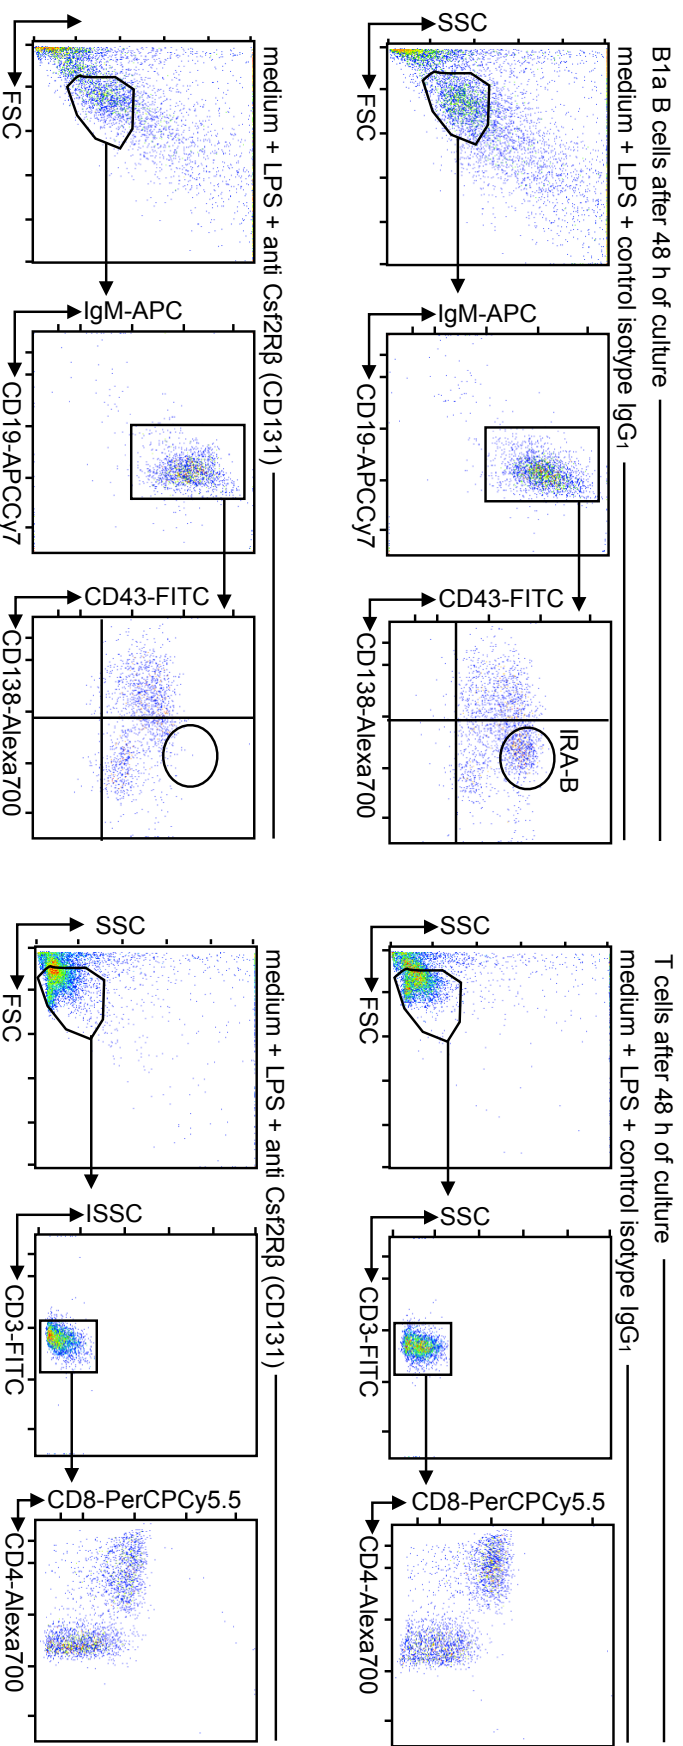 B1a B cells after 48 h of culture
medium + LPS + control isotype IgG1
SSC
FSC
IgM-APC
CD19-APCCy7
CD43-FITC
CD138-Alexa700
IRA-B
medium + LPS + anti Csf2Rβ (CD131)
FSC
IgM-APC
CD19-APCCy7
CD43-FITC
CD138-Alexa700
T cells after 48 h of culture
medium + LPS + control isotype IgG1
SSC
FSC
SSC
CD3-FITC
CD8-PerCPCy5.5
CD4-Alexa700
medium + LPS + anti Csf2Rβ (CD131)
SSC
FSC
ISSC
CD3-FITC
CD8-PerCPCy5.5
CD4-Alexa700